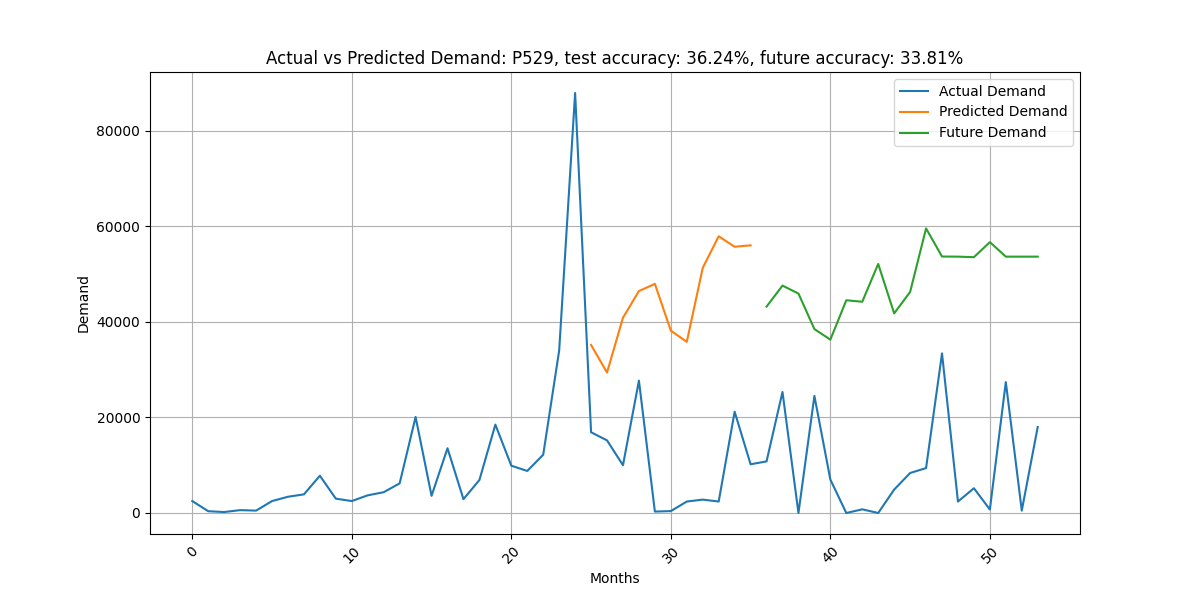 Actual vs Predicted Demand: P529, test accuracy: 36.24%, future accuracy: 33.81%
Actual Demand
Predicted Demand
Future Demand
80000
60000
40000
20000
0
Demand
0 10 20 30 40 50
Months